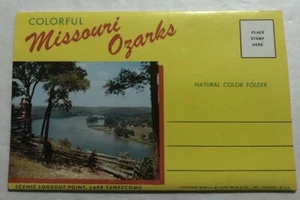 COLORFUL
Missouri
Ozarks
PLACE
STAMP
HERE
NATURAL COLOR FOLDER
SCENIC LOOKOUT POINT, LAKE TANEYCOMO